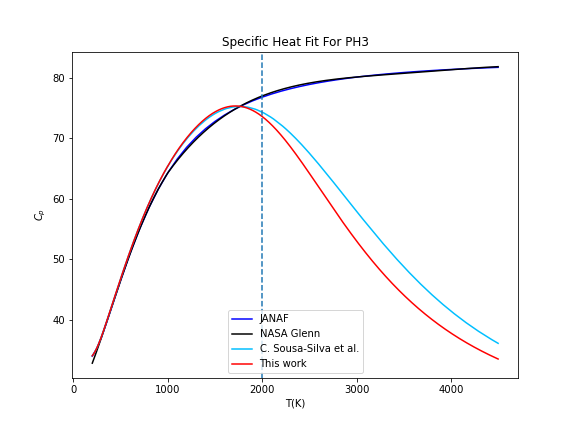 Specific Heat Fit For PH3
80
70
60
50
40
C_p
JANAF
NASA Glenn
C. Sousa-Silva et al.
This work
0 1000 2000 3000 4000
T(K)